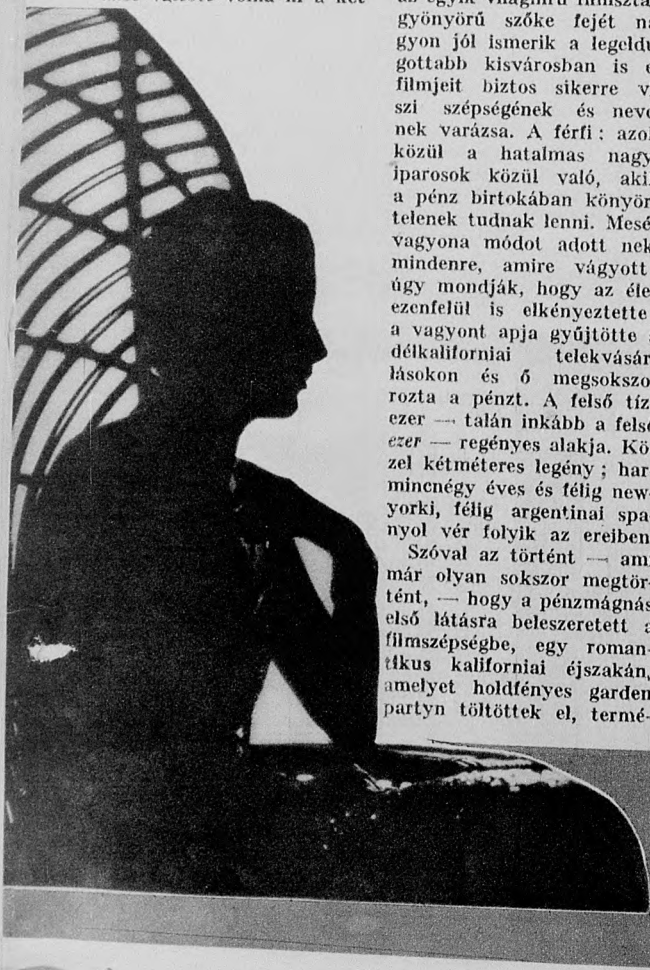 gyönyörű szőke fejét na-
gyon jól ismerik a legeldu-
gottabb kisvárosban is é
filmjeit biztos sikerre v
szi szépségének és neve
nek varázsa. A férfi: azok
közül a hatalmas nagy
iparosok közül való, aki
a pénz birtokában könyör
telenek tudnak lenni. Mesé
vagyona módot adott nek
mindenre, amire vágyott
úgy mondják, hogy az éle
ezenfelül is elkényeztette
a vagyont apja gyűjtötte
délkaliforniai telekvásár
lásokon és ő megsokszo
rozta a pénzt. A felső tíz
ezer — talán inkább a felső
ezer — regényes alakja. Kö
zel kétméteres legény; har
mincnégy éves és félig new
yorki, félig argentinai spa
nyol vér folyik az ereiben
Szóval az történt — ami
már olyan sokszor megtör-
tént, — hogy a pénzmágnás
első látásra beleszeretett a
filmszépségbe, egy roman-
tikus kaliforniai éjszakán,
amelyet holdfényes garden
partyn töltöttek el, termé-